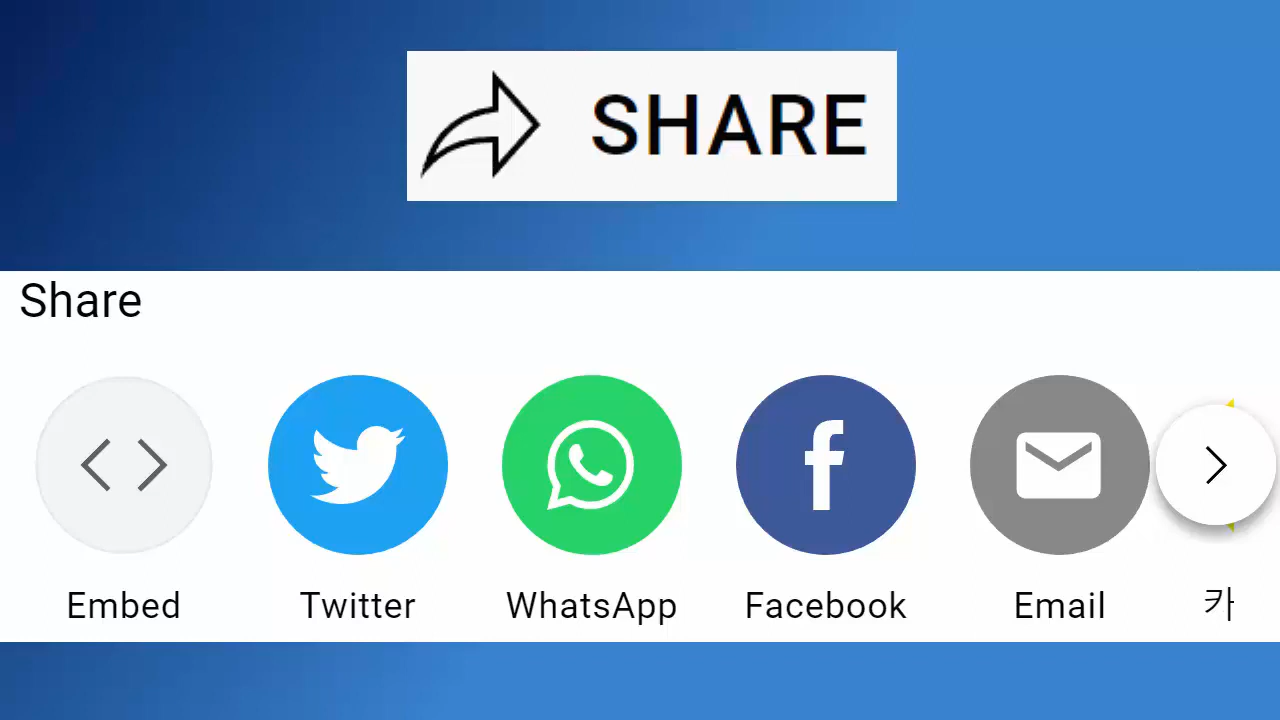 SHARE
Share
Embed
Twitter
WhatsApp
Facebook
Email
카